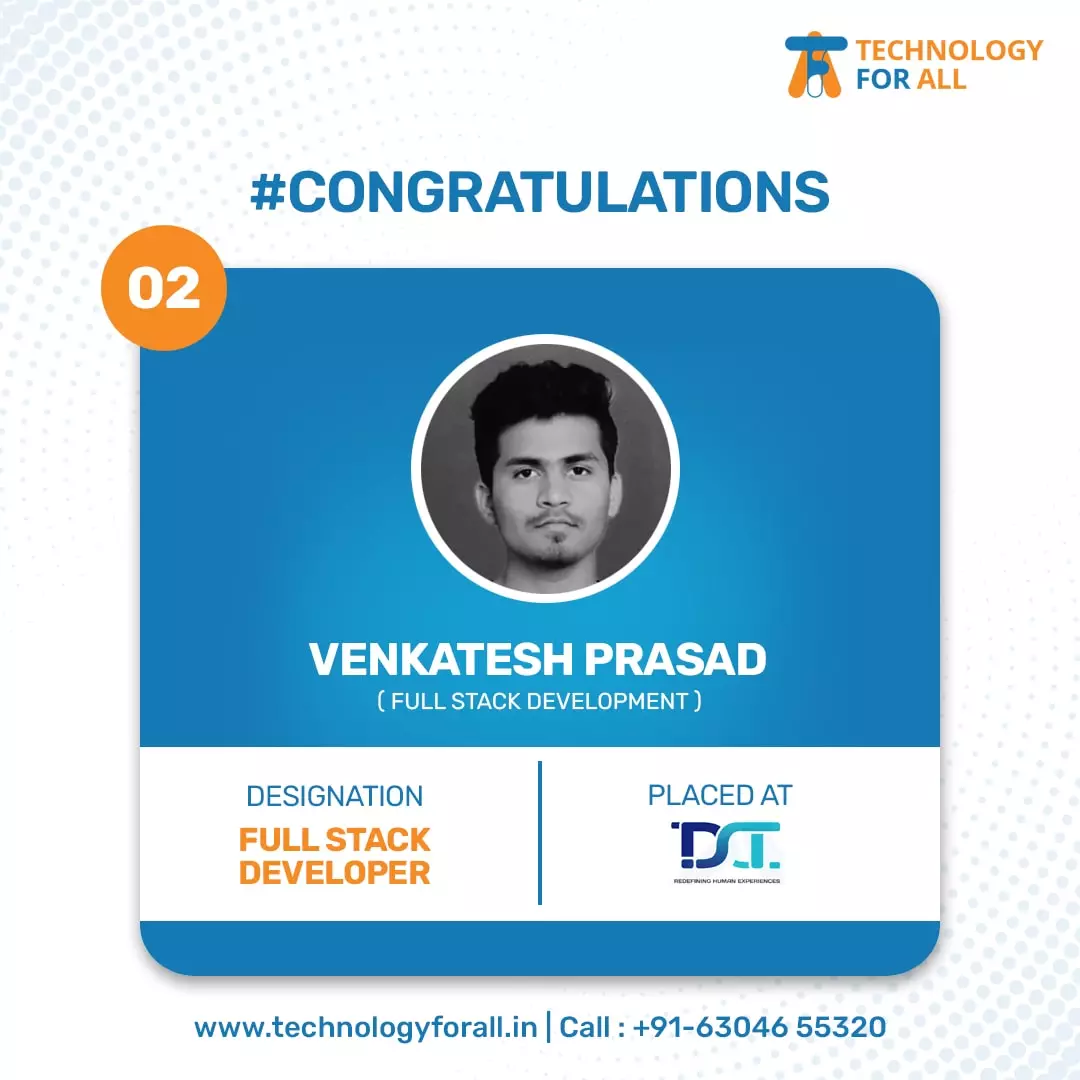 TECHNOLOGY
FOR ALL
#CONGRATULATIONS
02
VENKATESH PRASAD
( FULL STACK DEVELOPMENT )
DESIGNATION
FULL STACK
DEVELOPER
PLACED AT
DST
REDEFINING HUMAN EXPERIENCES
www.technologyforall.in | Call : +91-63046 55320